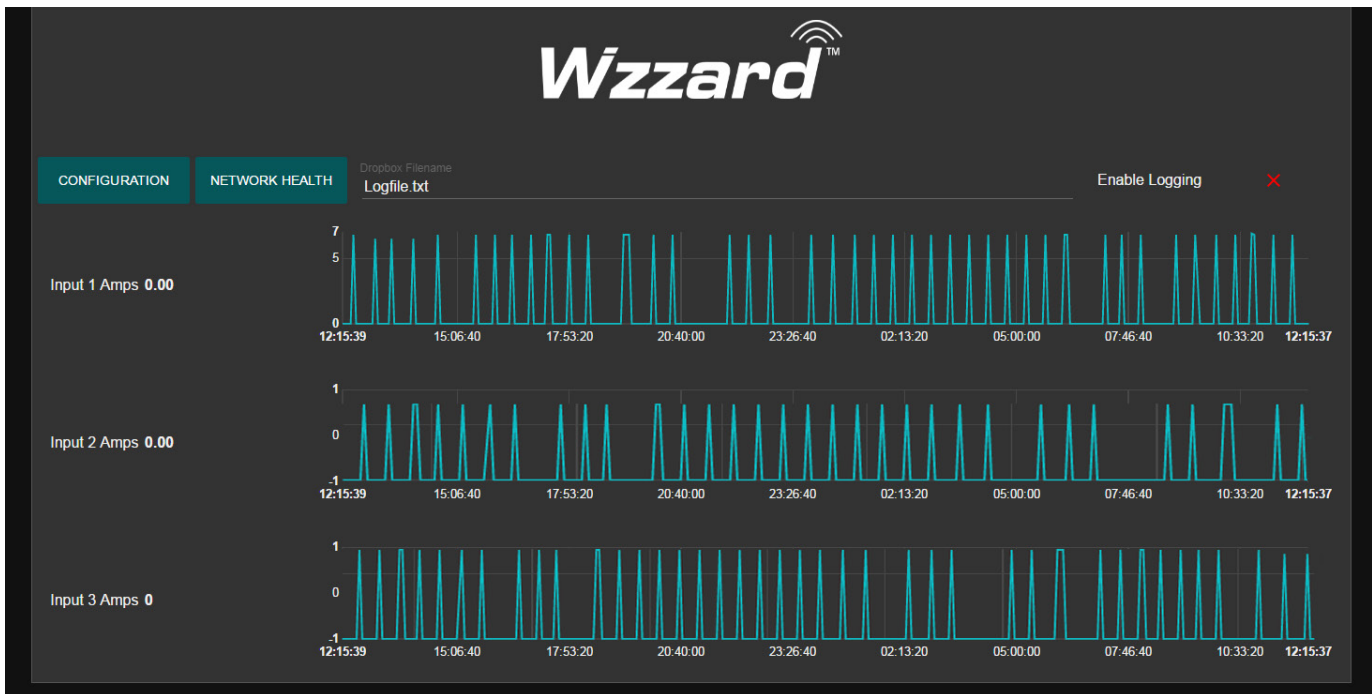 Wzzard™
CONFIGURATION
NETWORK HEALTH
Dropbox Filename
Logfile.txt
Enable Logging
Input 1 Amps 0.00
7
5
0
12:15:39 15:06:40 17:53:20 20:40:00 23:26:40 02:13:20 05:00:00 07:46:40 10:33:20 12:15:37
Input 2 Amps 0.00
1
0
-1
12:15:39 15:06:40 17:53:20 20:40:00 23:26:40 02:13:20 05:00:00 07:46:40 10:33:20 12:15:37
Input 3 Amps 0
1
0
-1
12:15:39 15:06:40 17:53:20 20:40:00 23:26:40 02:13:20 05:00:00 07:46:40 10:33:20 12:15:37